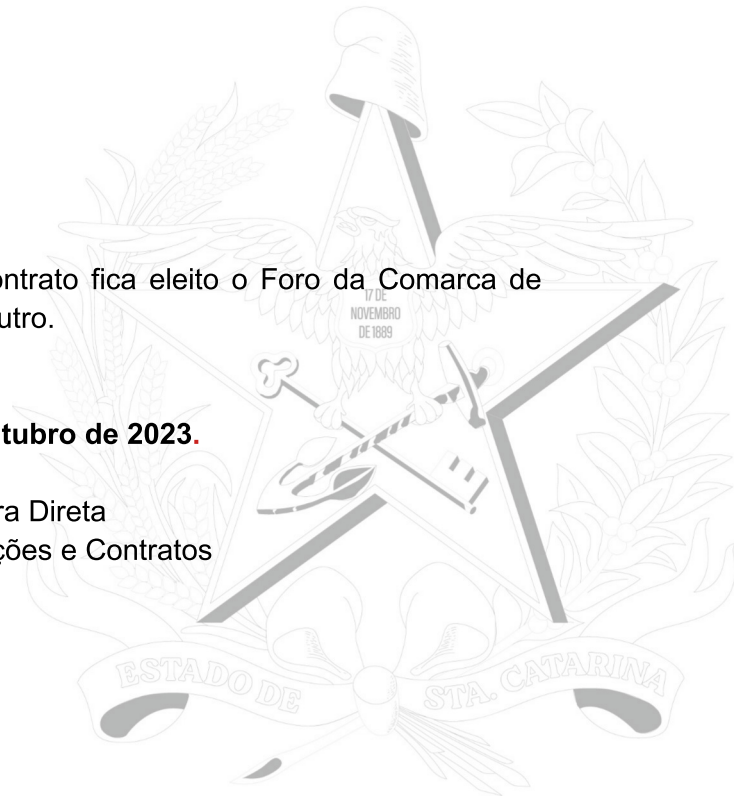 ontrato fica eleito o Foro da Comarca de
utro.
17 DE
NOVEMBRO
DE 1889
tubro de 2023.
ra Direta
ções e Contratos
ESTADO DE STA. CATARINA